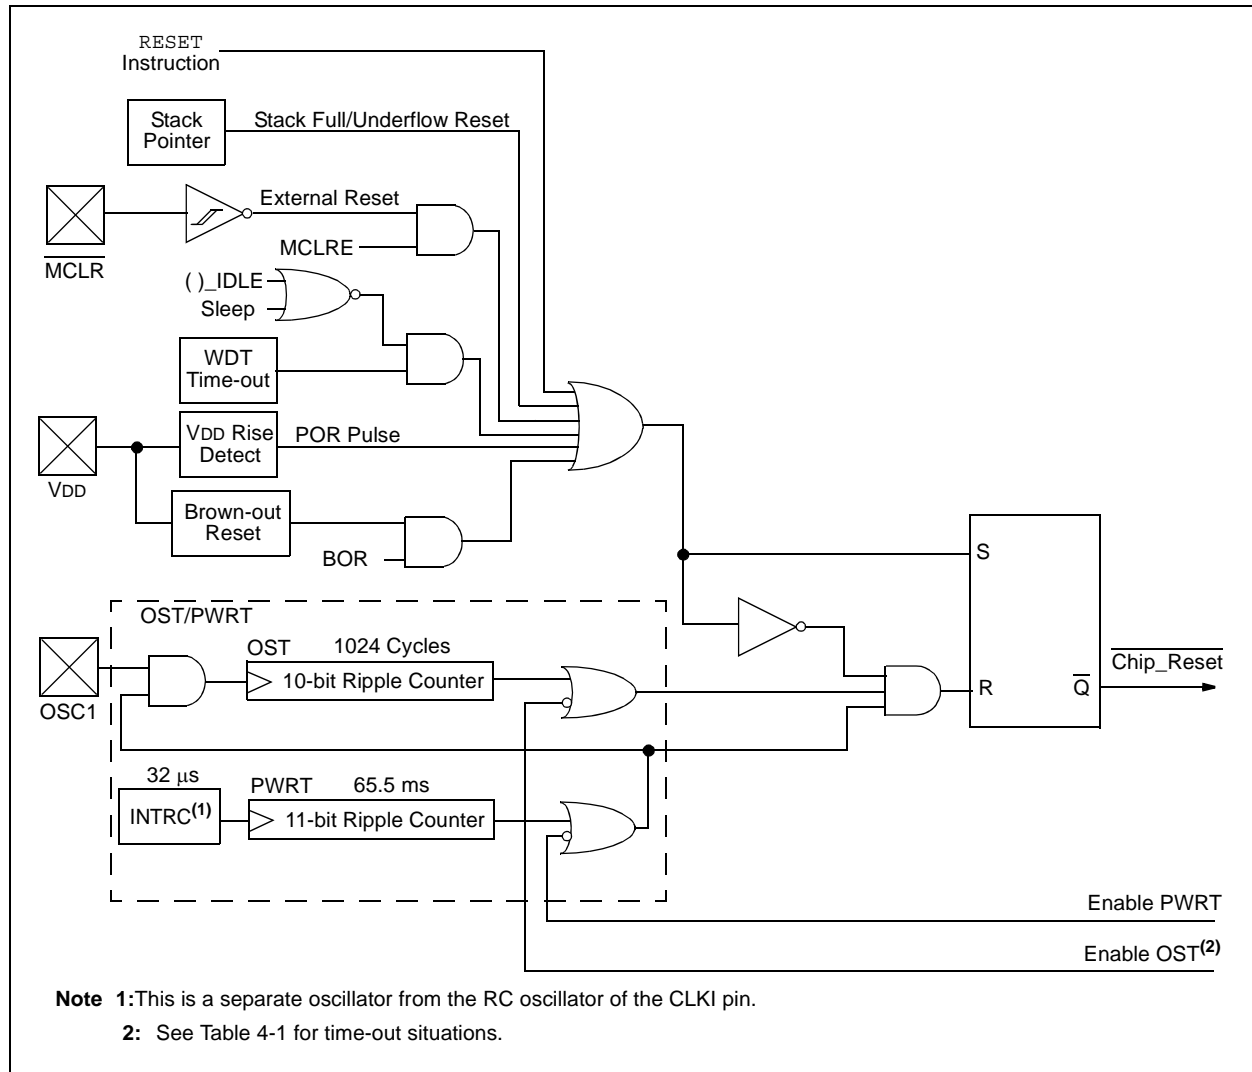 RESET
Instruction
Stack
Pointer
Stack Full/Underflow Reset
External Reset
MCLR
MCLRE
( )_IDLE
Sleep
WDT
Time-out
VDD Rise
Detect
POR Pulse
VDD
Brown-out
Reset
BOR
S
OST/PWRT
OST
1024 Cycles
10-bit Ripple Counter
OSC1
R
Q
Chip_Reset
32 μs
INTRC(1)
PWRT
65.5 ms
11-bit Ripple Counter
Enable PWRT
Enable OST(2)
Note 1:This is a separate oscillator from the RC oscillator of the CLKI pin.
2: See Table 4-1 for time-out situations.